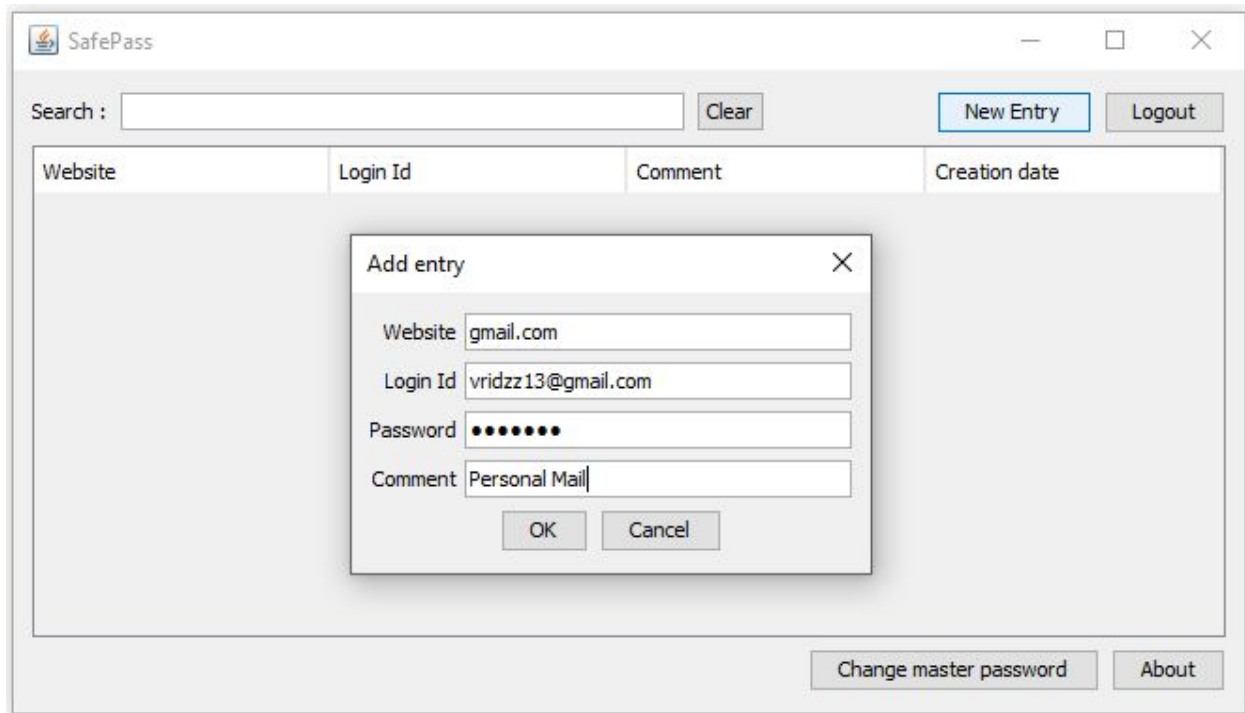 SafePass
Search : Clear New Entry Logout
Website Login Id Comment Creation date
Add entry
Website gmail.com
Login Id vridzz13@gmail.com
Password •••••••
Comment Personal Mail
OK Cancel
Change master password About